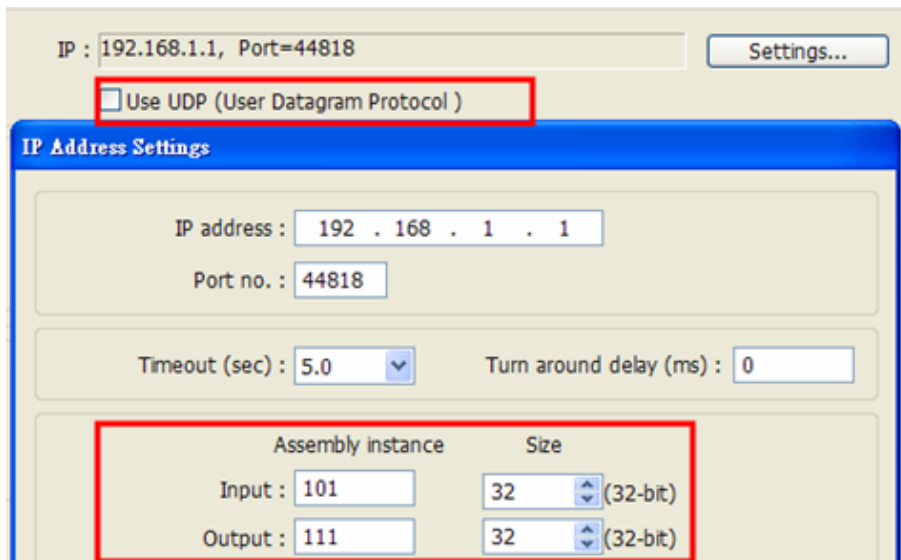 IP : 192.168.1.1, Port=44818 Settings...
Use UDP (User Datagram Protocol )
IP Address Settings
IP address : 192 . 168 . 1 . 1
Port no. : 44818
Timeout (sec) : 5.0 Turn around delay (ms) : 0
Assembly instance Size
Input : 101 32 (32-bit)
Output : 111 32 (32-bit)